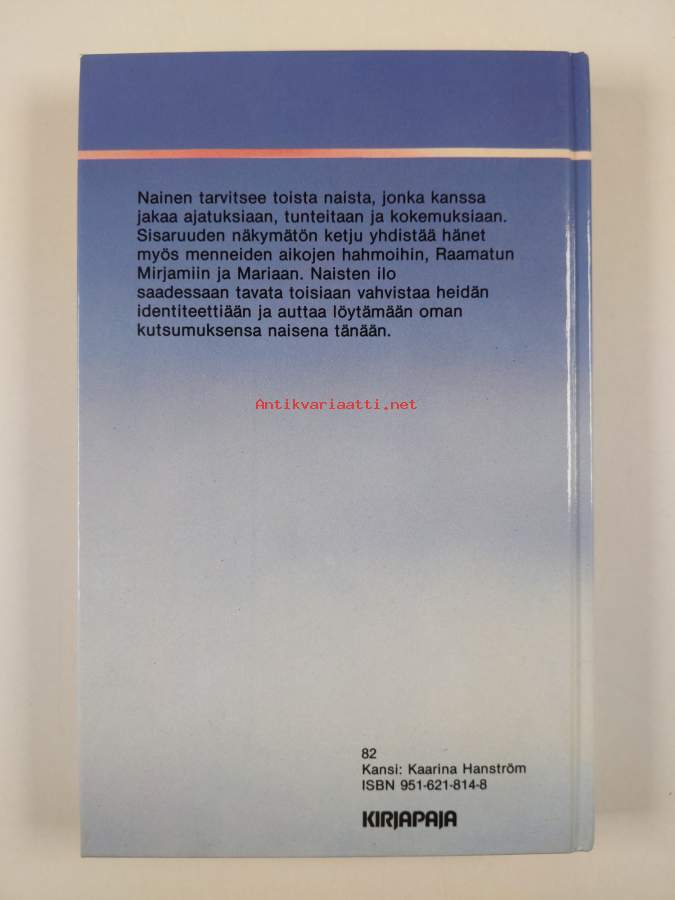 Nainen tarvitsee toista naista, jonka kanssa
jakaa ajatuksiaan, tunteitaan ja kokemuksiaan.
Sisaruuden näkymätön ketju yhdistää hänet
myös menneiden aikojen hahmoihin, Raamatun
Mirjamiin ja Mariaan. Naisten ilo
saadessaan tavata toisiaan vahvistaa heidän
identiteettiään ja auttaa löytämään oman
kutsumuksensa naisena tänään.
Antikvariaatti.net
82
Kansi: Kaarina Hanström
ISBN 951-621-814-8
KIRJAPAJA